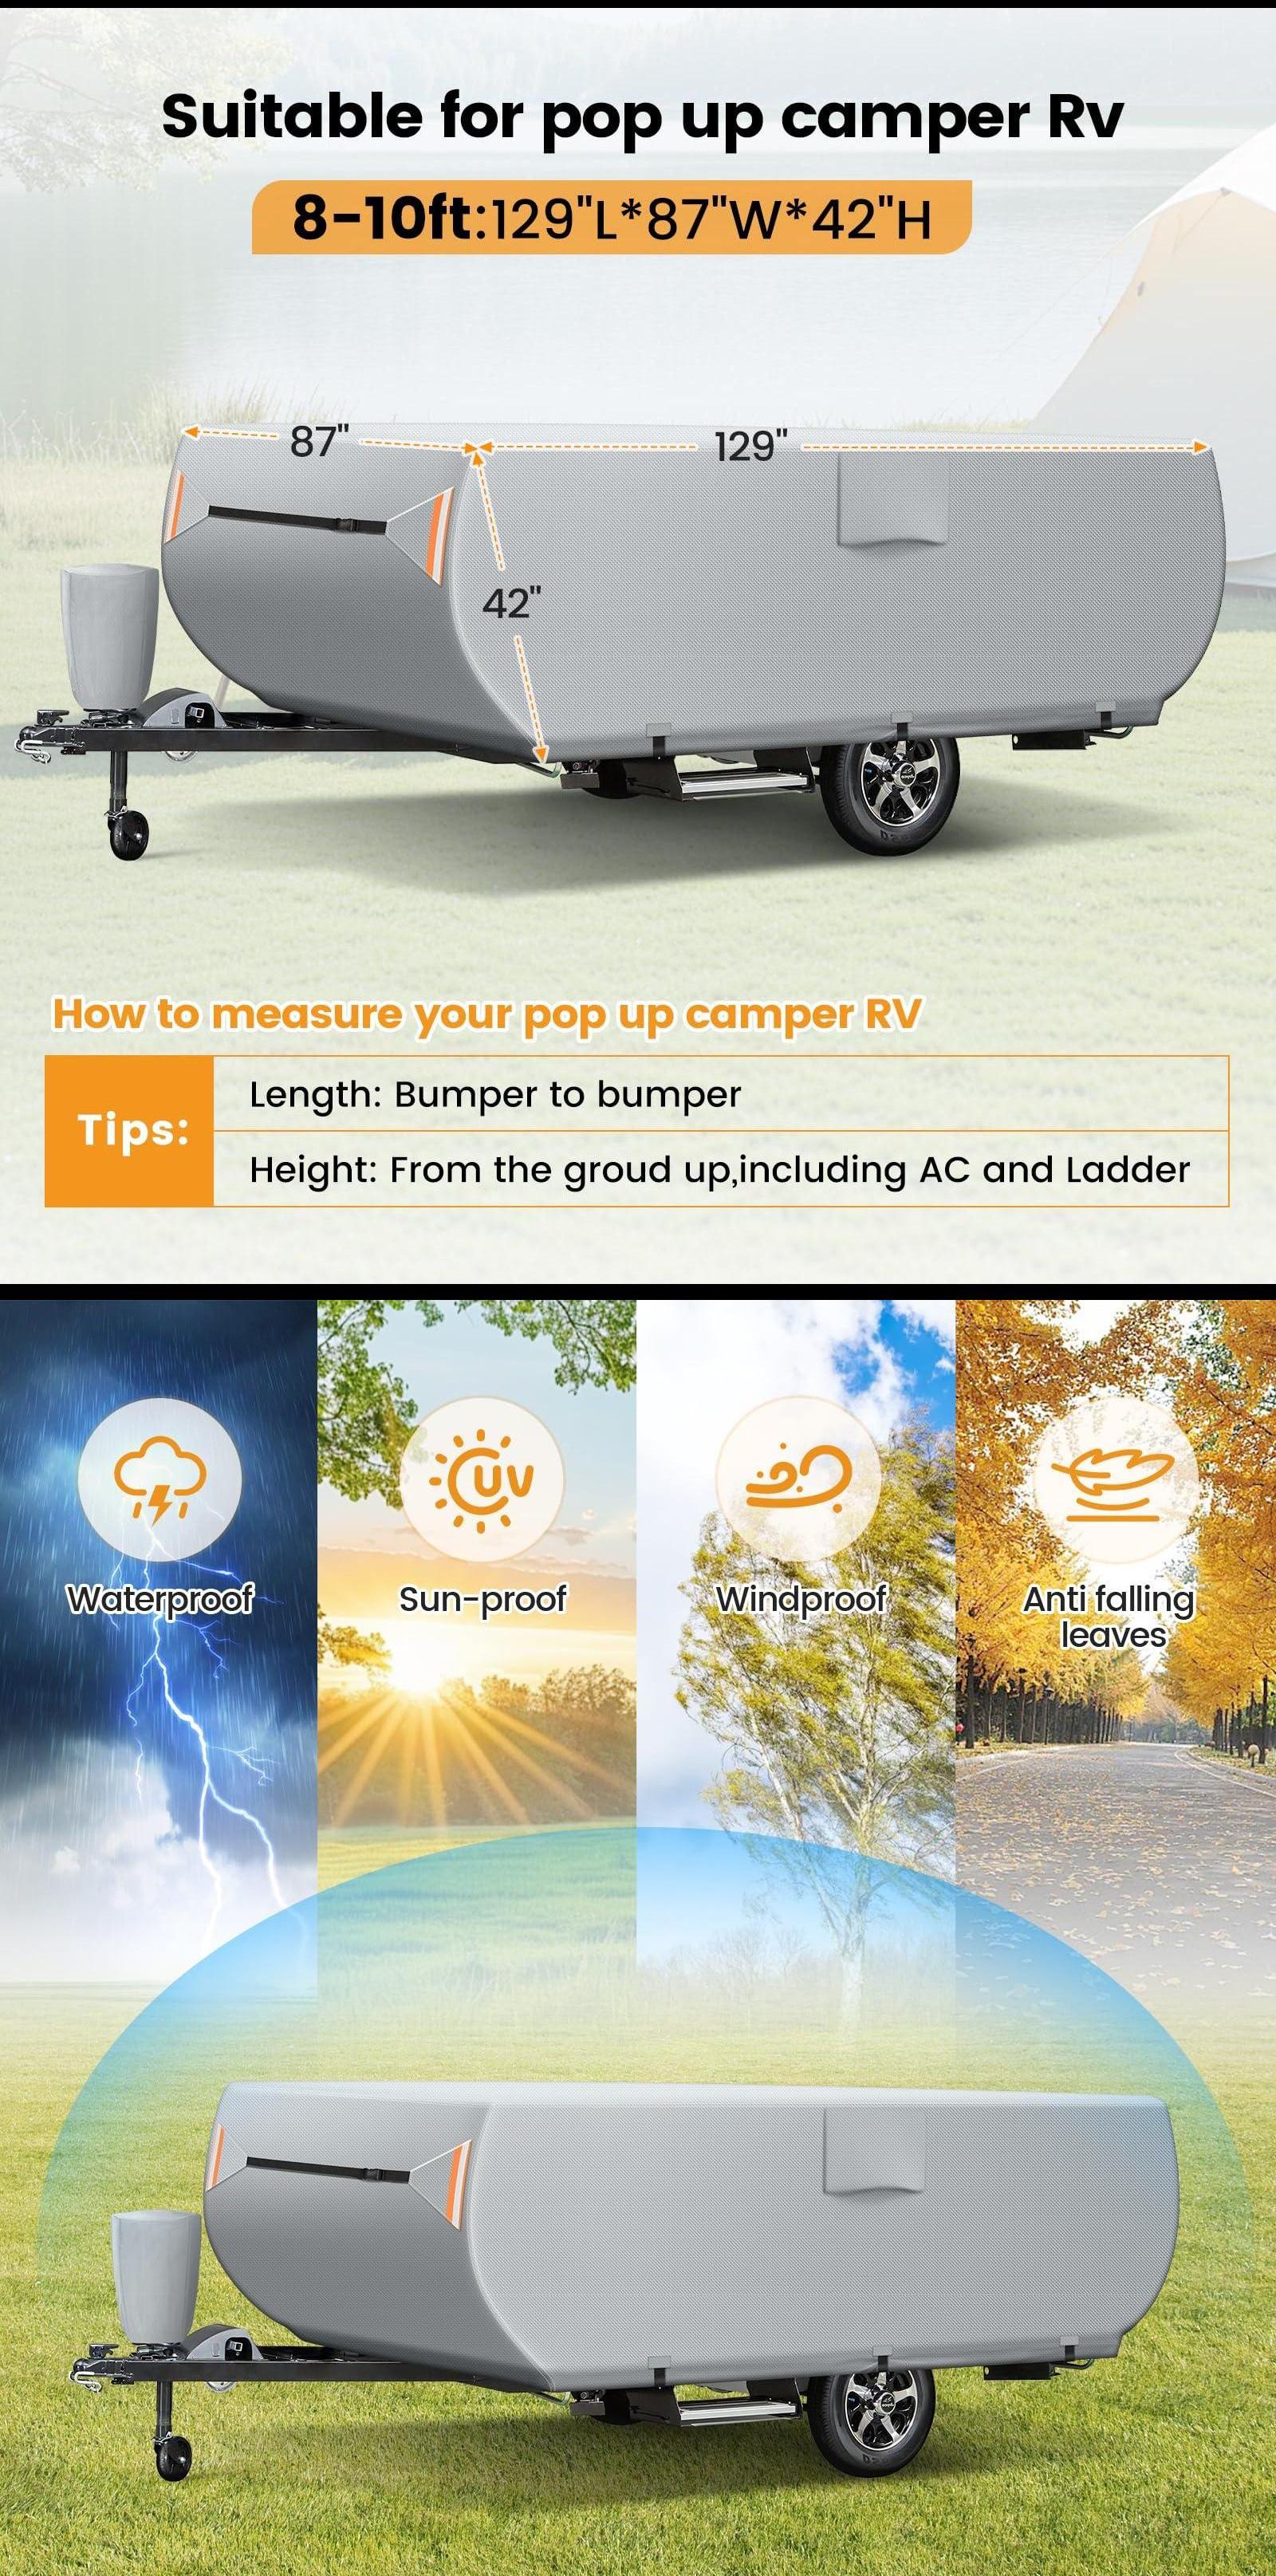 Suitable for pop up camper Rv
8-10ft:129"L*87"W*42"H
87"
129"
42"
How to measure your pop up camper RV
Tips:
Length: Bumper to bumper
Height: From the groud up,including AC and Ladder
UV
Waterproof
Sun-proof
Windproof
Anti falling
leaves